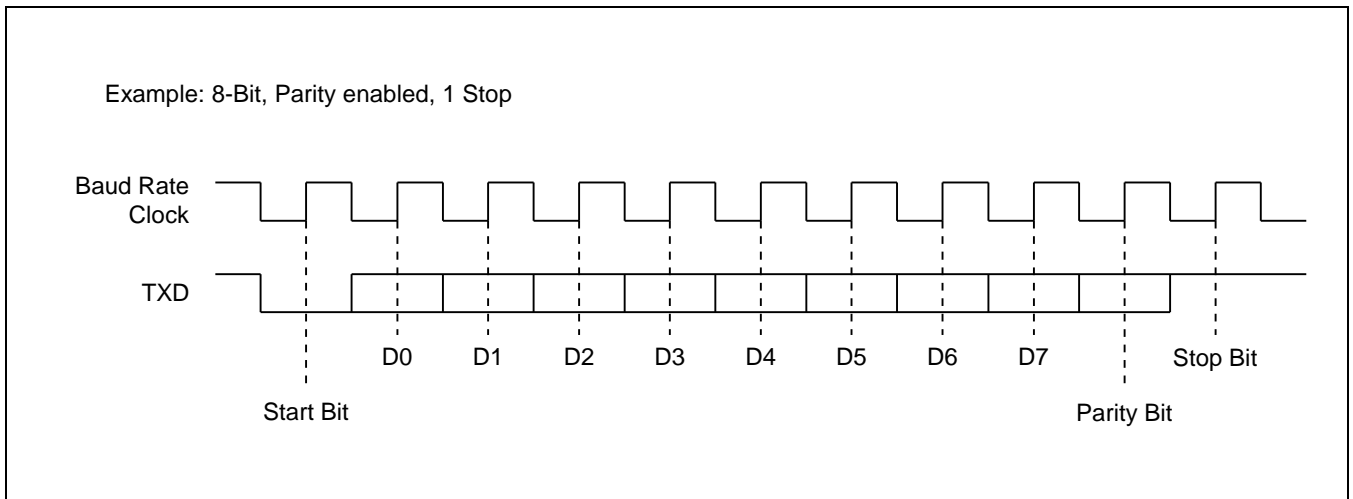 Example: 8-Bit, Parity enabled, 1 Stop
Baud Rate
Clock
TXD
D0 D1 D2 D3 D4 D5 D6 D7 Stop Bit
Start Bit Parity Bit